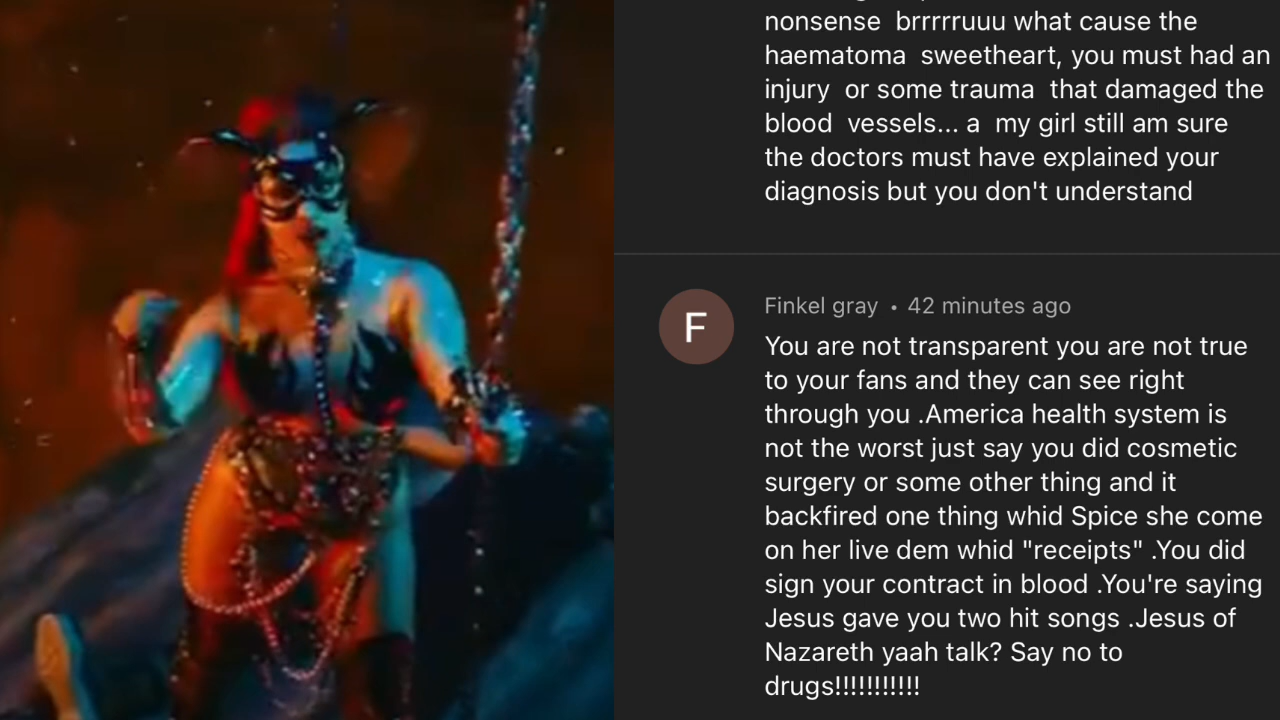 nonsense brrrrruuu what cause the
haematoma sweetheart, you must had an
injury or some trauma that damaged the
blood vessels... a my girl still am sure
the doctors must have explained your
diagnosis but you don't understand
F
Finkel gray • 42 minutes ago
You are not transparent you are not true
to your fans and they can see right
through you .America health system is
not the worst just say you did cosmetic
surgery or some other thing and it
backfired one thing whid Spice she come
on her live dem whid "receipts" .You did
sign your contract in blood .You're saying
Jesus gave you two hit songs .Jesus of
Nazareth yaah talk? Say no to
drugs!!!!!!!!!!!